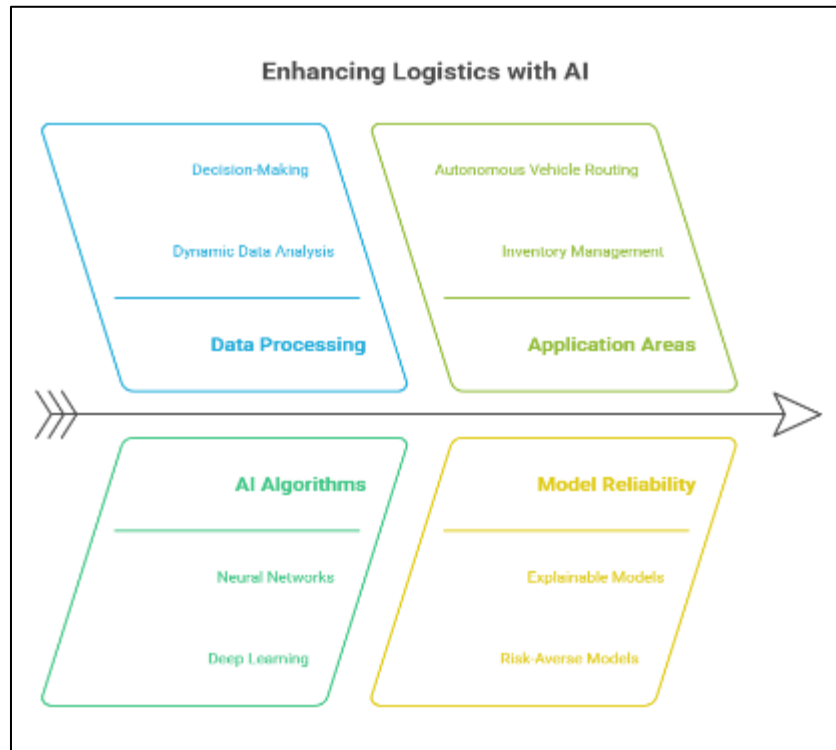 Enhancing Logistics with AI
Decision-Making
Dynamic Data Analysis
Data Processing
Autonomous Vehicle Routing
Inventory Management
Application Areas
AI Algorithms
Neural Networks
Deep Learning
Model Reliability
Explainable Models
Risk-Averse Models